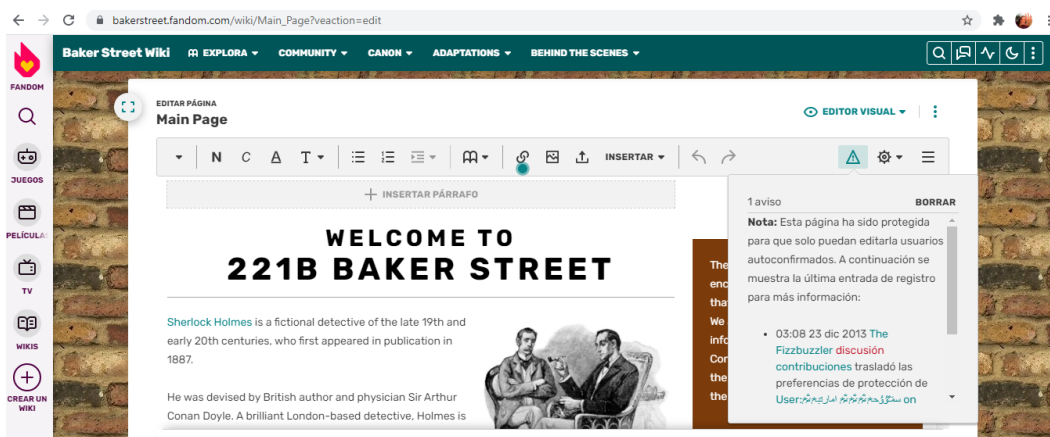 bakerstreet.fandom.com/wiki/Main_Page?veaction=edit
Baker Street Wiki
EXPLORA
COMMUNITY
CANON
ADAPTATIONS
BEHIND THE SCENES
FANDOM
JUEGOS
PELÍCULAS
TV
WIKIS
CREAR UN
WIKI
EDITAR PÁGINA
Main Page
EDITOR VISUAL
N C A T
INSERTAR
INSERTAR PÁRRAFO
WELCOME TO
221B BAKER STREET
Sherlock Holmes is a fictional detective of the late 19th and
early 20th centuries, who first appeared in publication in
1887.
He was devised by British author and physician Sir Arthur
Conan Doyle. A brilliant London-based detective, Holmes is
The
enc
tha
We
info
Cor
the
the
1 aviso
BORRAR
Nota: Esta página ha sido protegida
para que solo puedan editarla usuarios
autoconfirmados. A continuación se
muestra la última entrada de registro
para más información:
• 03:08 23 dic 2013 The
Fizzbuzzler discusión
contribuciones trasladó las
preferencias de protección de
User: on